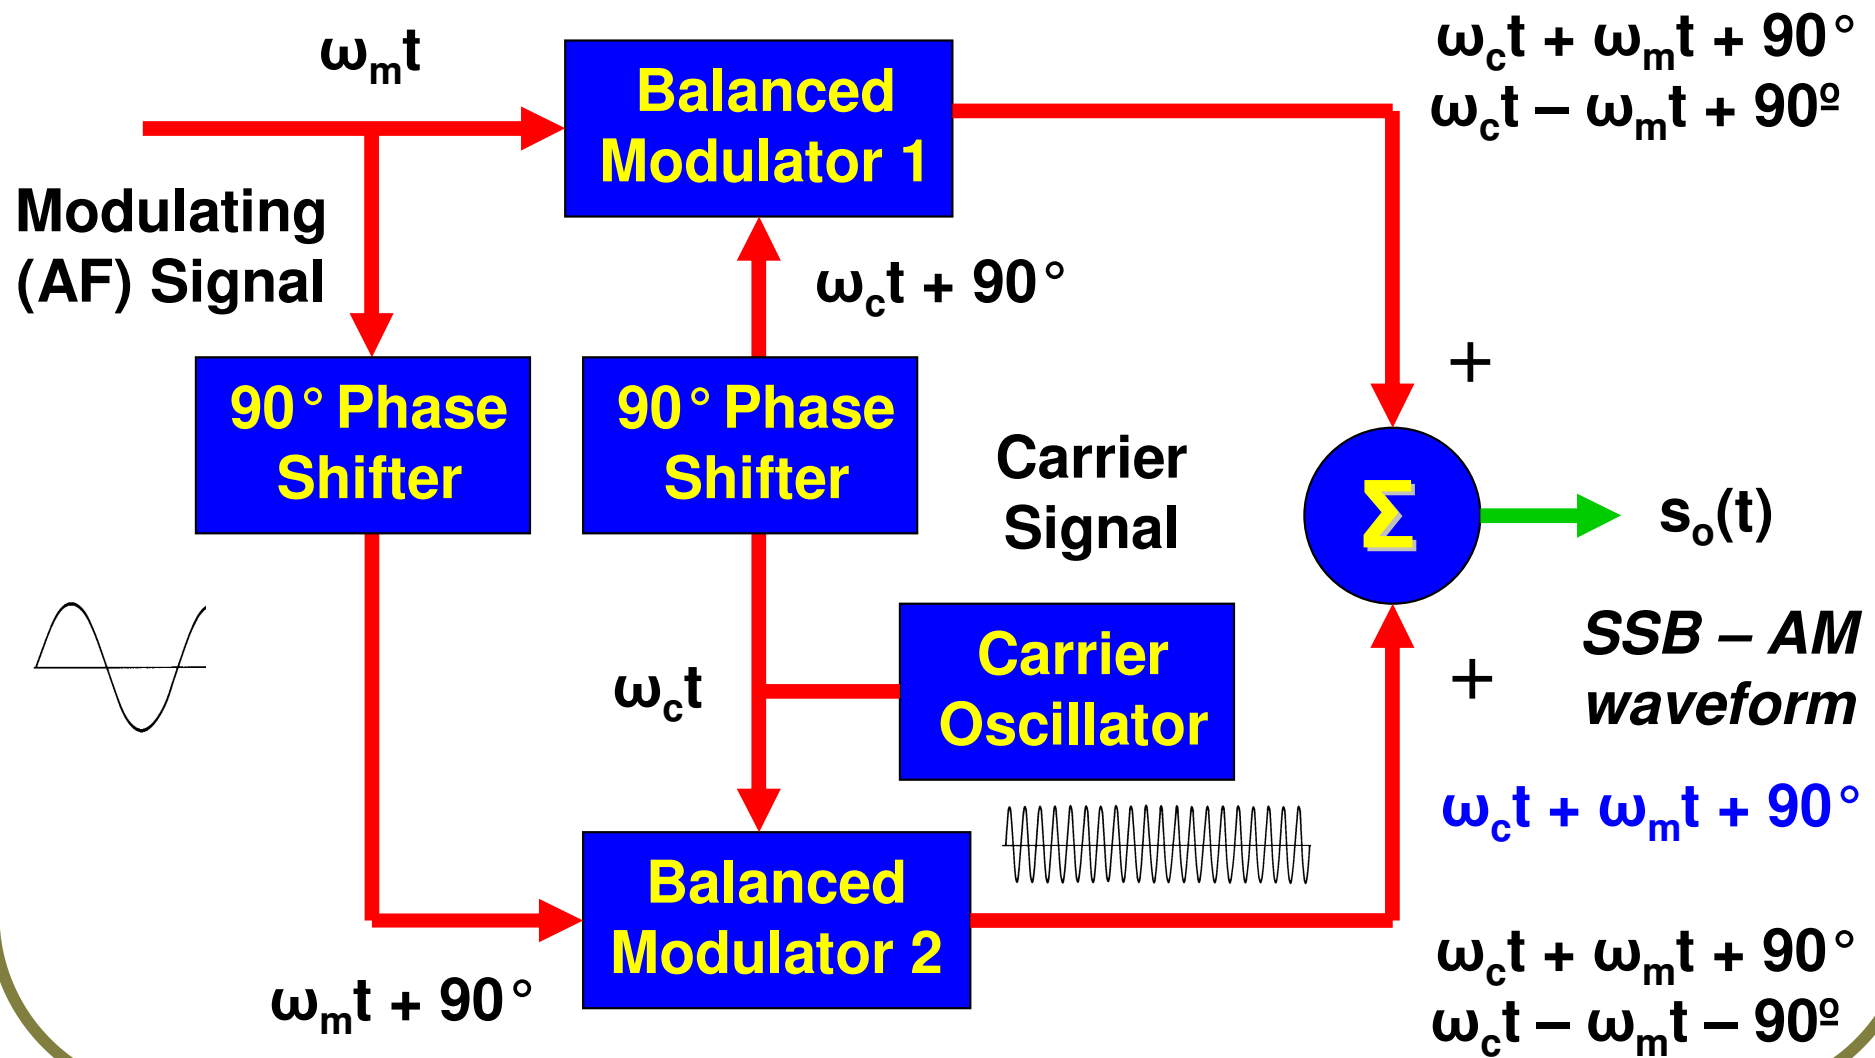 ωmt
Balanced
Modulator 1
ωct + ωmt + 90°
ωct – ωmt + 90º
Modulating
(AF) Signal
ωct + 90°
+
90° Phase
Shifter
90° Phase
Shifter
Carrier
Signal
Σ
so(t)
Carrier
Oscillator
ωct
+
SSB – AM
waveform
ωct + ωmt + 90°
Balanced
Modulator 2
ωmt + 90°
ωct + ωmt + 90°
ωct – ωmt – 90º